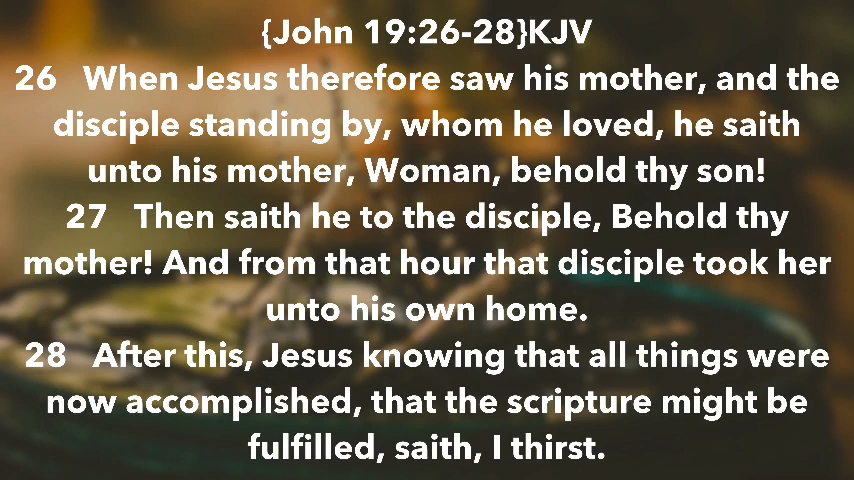 {John 19:26-28}KJV
26 When Jesus therefore saw his mother, and the
disciple standing by, whom he loved, he saith
unto his mother, Woman, behold thy son!
27 Then saith he to the disciple, Behold thy
mother! And from that hour that disciple took her
unto his own home.
28 After this, Jesus knowing that all things were
now accomplished, that the scripture might be
fulfilled, saith, I thirst.